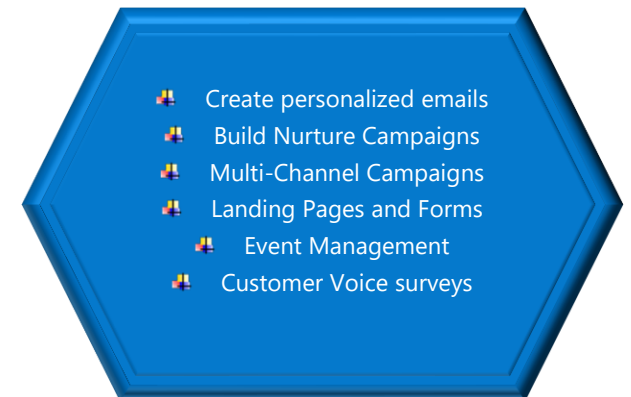 Create personalized emails
Build Nurture Campaigns
Multi-Channel Campaigns
Landing Pages and Forms
Event Management
Customer Voice surveys